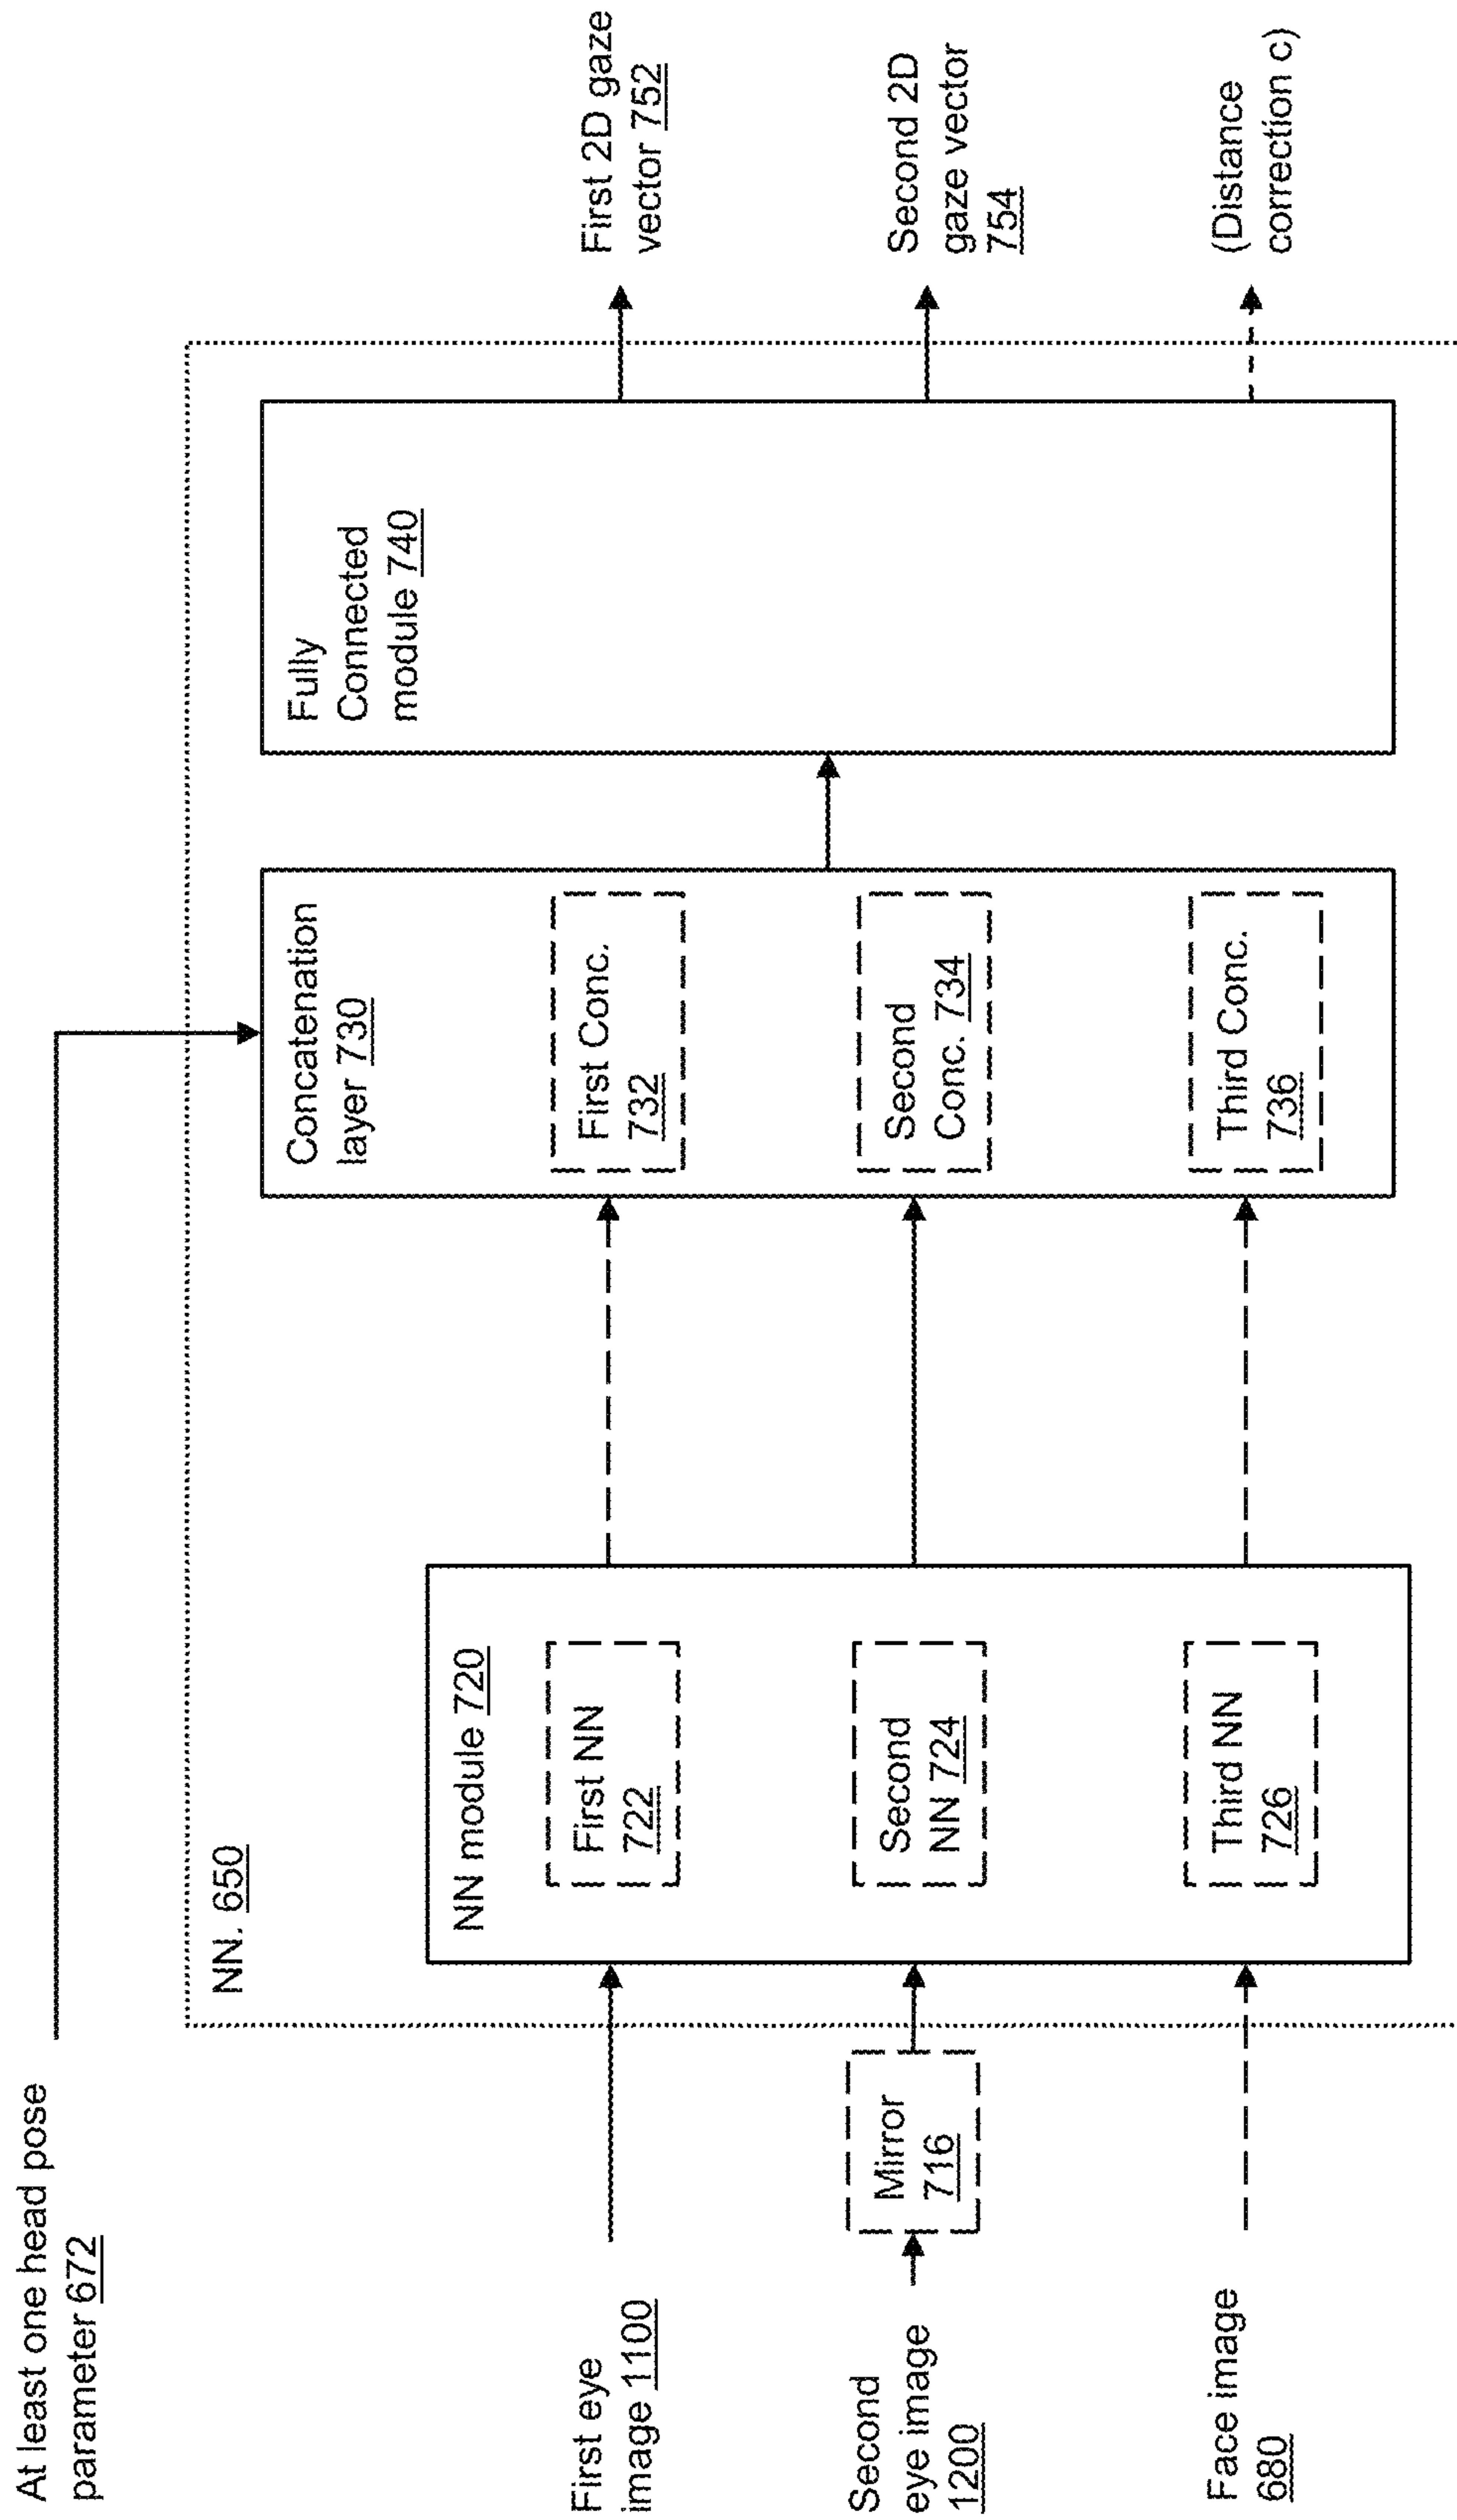 At least one head pose
parameter 672
NN. 650
First eye
image 1100
Second
eye image
1200
Face image
680
Mirror
716
NN module 720
First NN
722
Second
NN 724
Third NN
726
Concatenation
layer 730
First Conc.
732
Second
Conc. 734
Third Conc.
736
Fully
Connected
module 740
First 2D gaze
vector 752
Second 2D
gaze vector
754
(Distance
correction c)